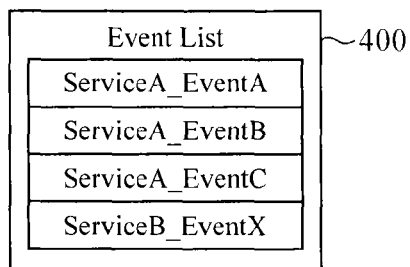 Event List
400
ServiceA_EventA
ServiceA_EventB
ServiceA_EventC
ServiceB_EventX